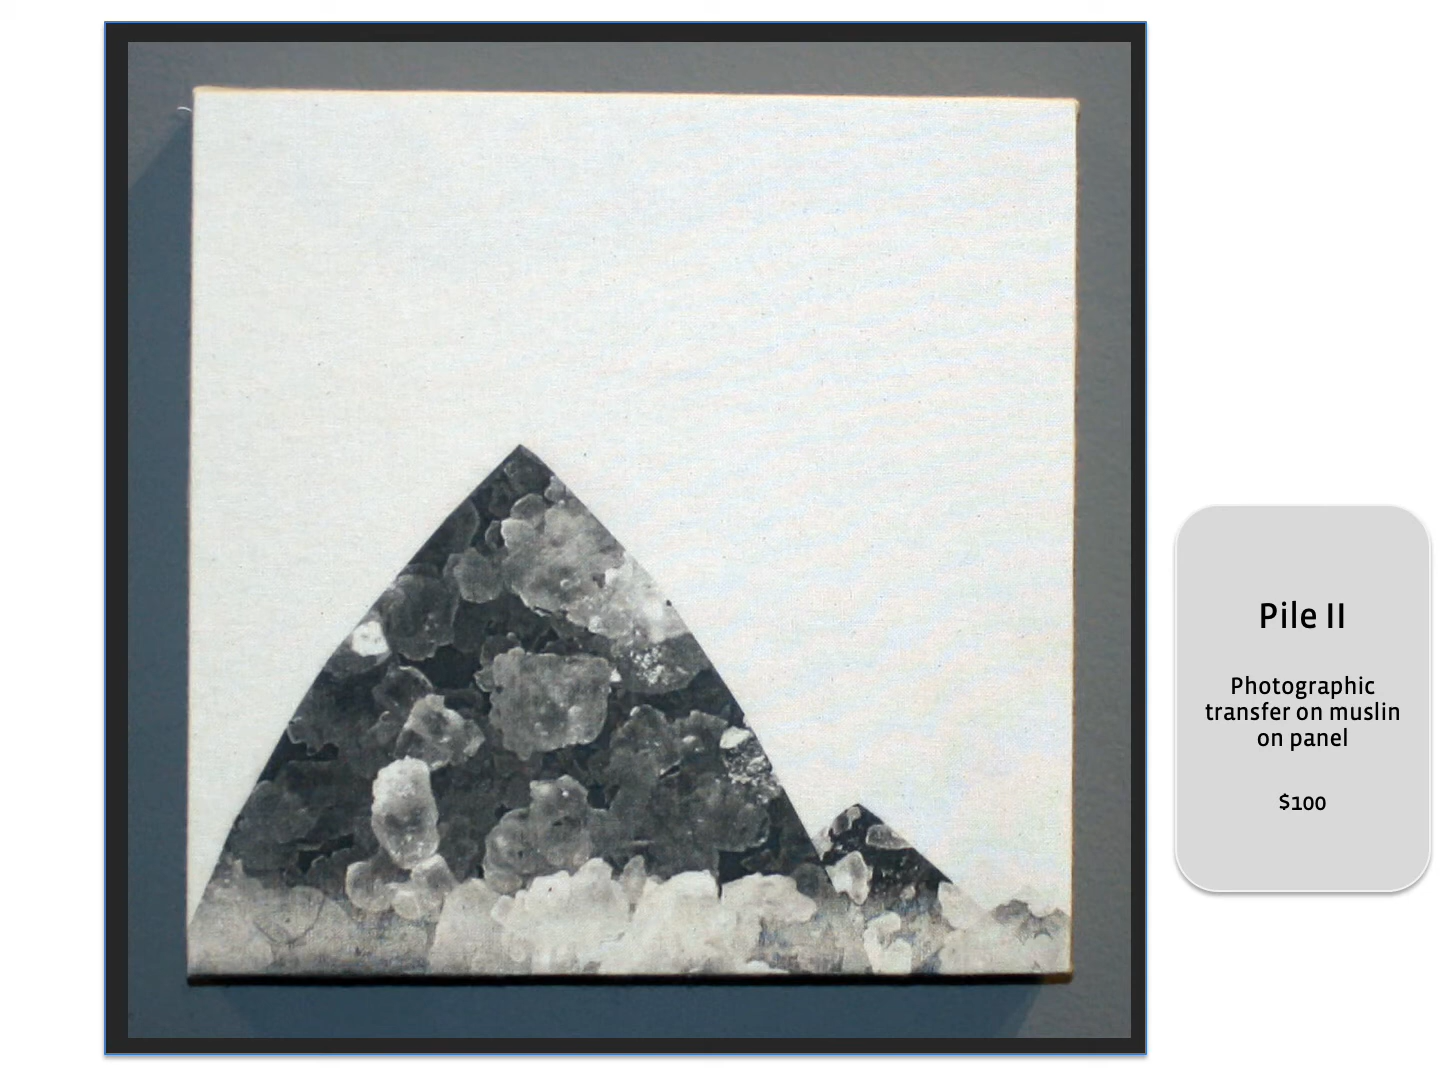 Pile II
Photographic
transfer on muslin
on panel
$100